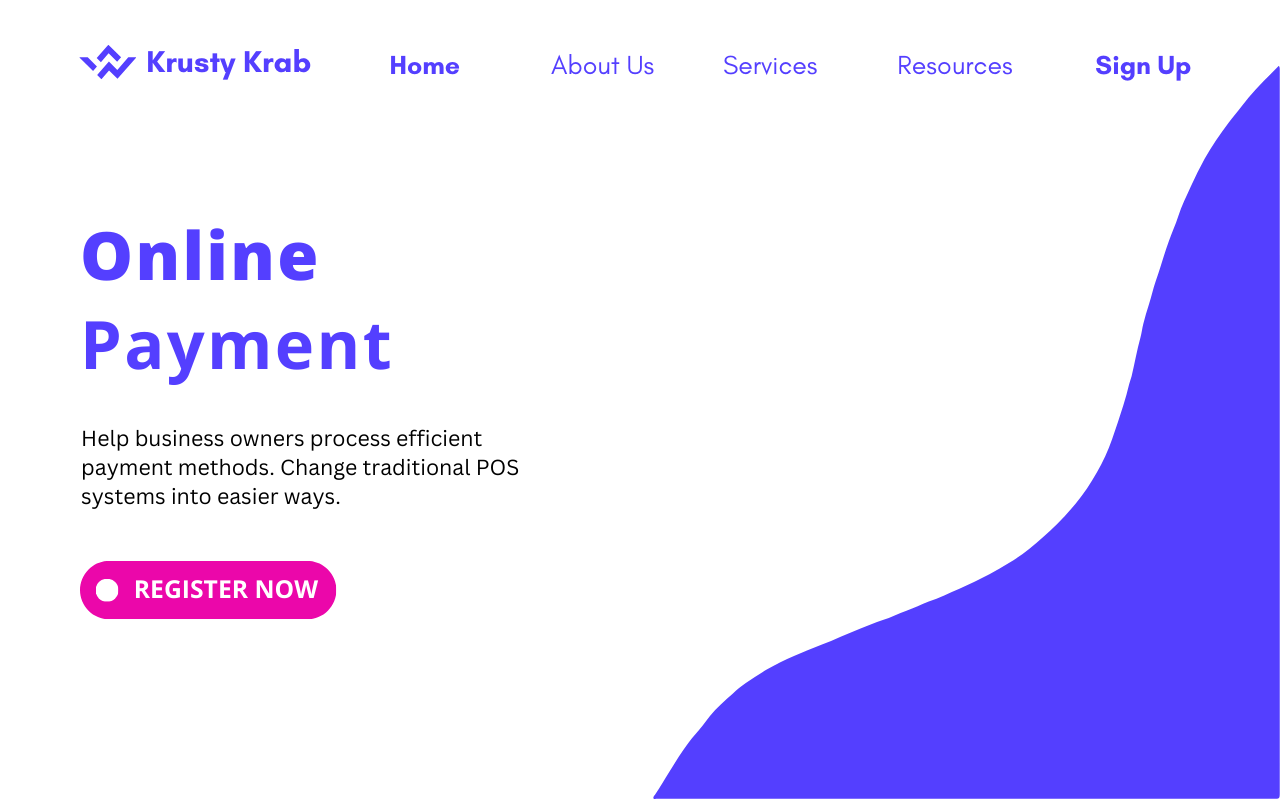 Krusty Krab Home About Us Services Resources Sign Up
Online
Payment
Help business owners process efficient
payment methods. Change traditional POS
systems into easier ways.
REGISTER NOW